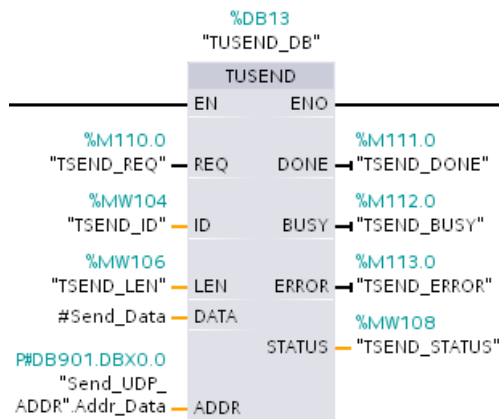 %DB13
"TUSEND_DB"
TUSEND
EN ENO
%M110.0 %M111.0
"TSEND_REQ" REQ DONE "TSEND_DONE"
%MW104 %M112.0
"TSEND_ID" ID BUSY "TSEND_BUSY"
%MW106 %M113.0
"TSEND_LEN" LEN ERROR "TSEND_ERROR"
#Send_Data DATA %MW108
STATUS "TSEND_STATUS"
P#DB901.DBX0.0
"Send_UDP_
ADDR".Addr_Data ADDR